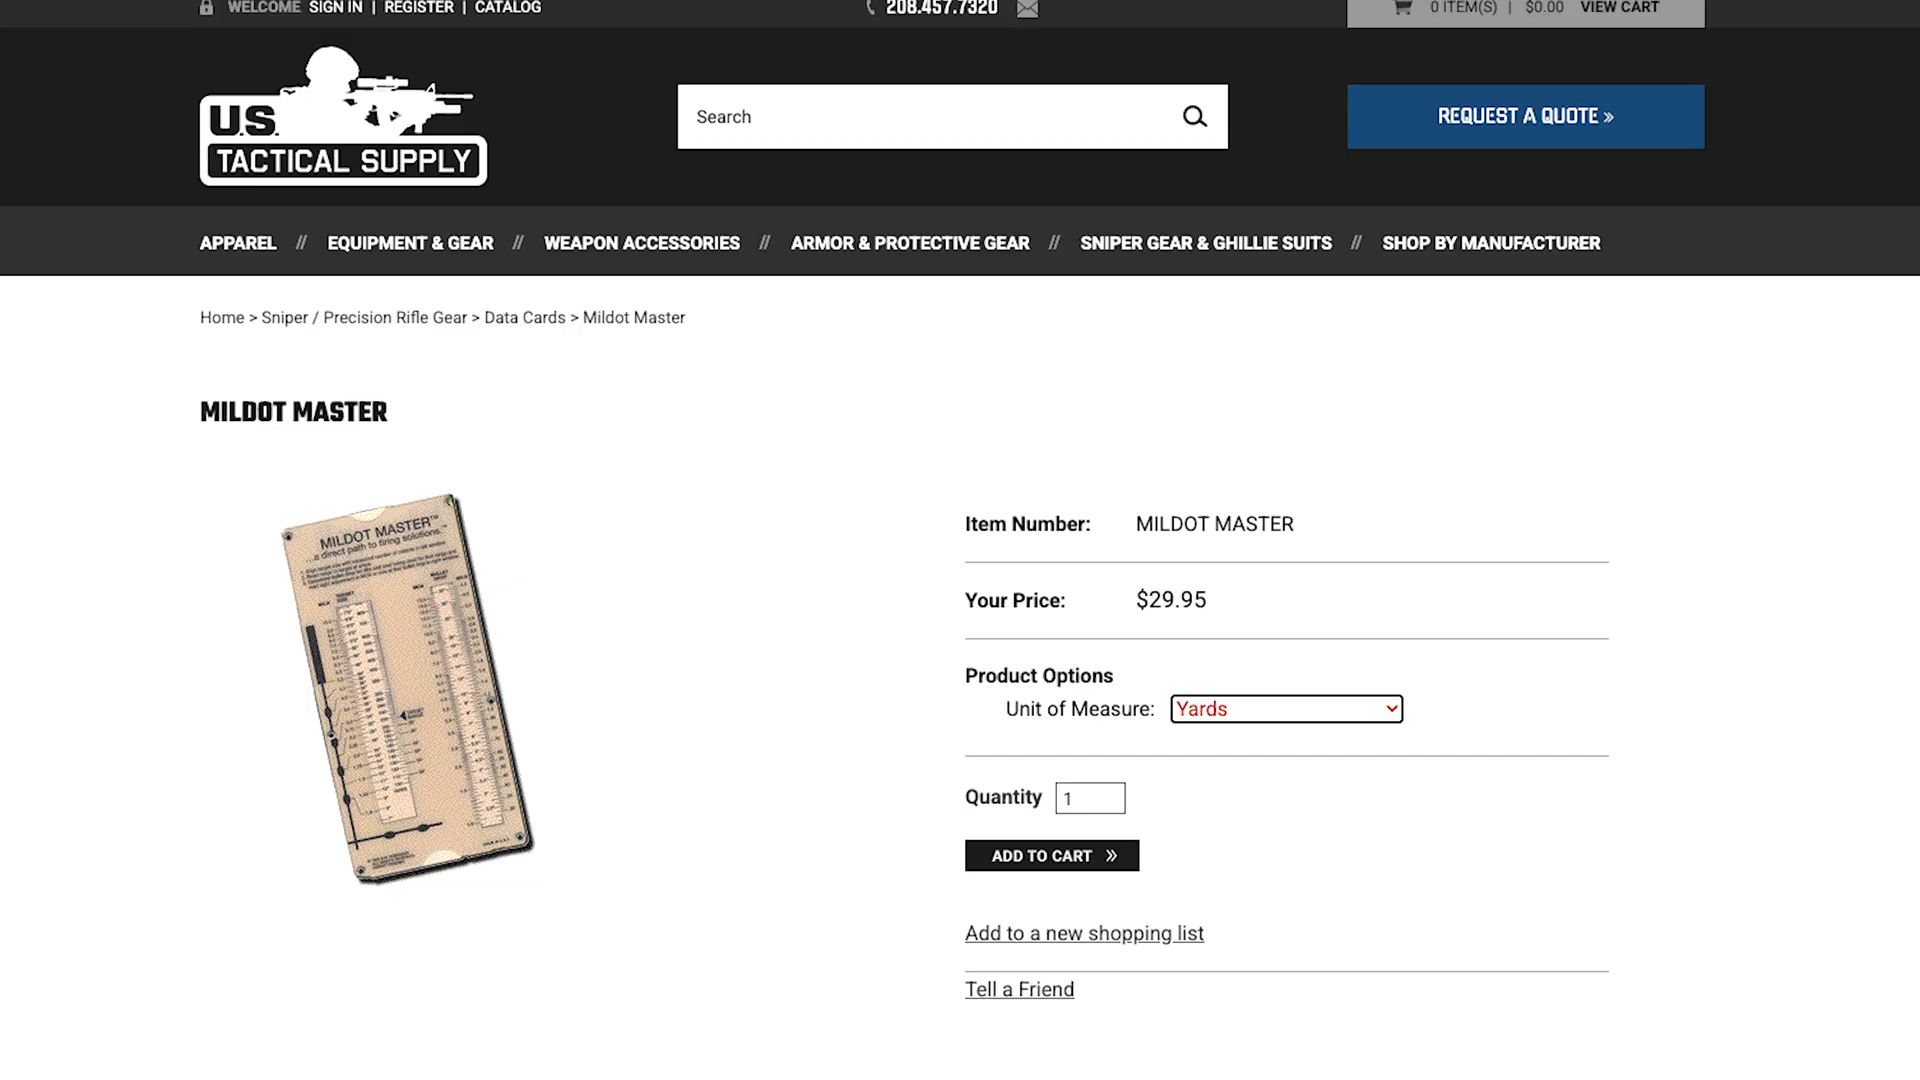 WELCOME SIGN IN | REGISTER | CATALOG
208.457.7320
0 ITEM(S) | $0.00 VIEW CART
U.S.
TACTICAL SUPPLY
Search
REQUEST A QUOTE »
APPAREL // EQUIPMENT & GEAR // WEAPON ACCESSORIES // ARMOR & PROTECTIVE GEAR // SNIPER GEAR & GHILLIE SUITS // SHOP BY MANUFACTURER
Home > Sniper / Precision Rifle Gear > Data Cards > Mildot Master
MILDOT MASTER
MILDOT MASTER™
...a direct path to firing solutions.
Item Number: MILDOT MASTER
Your Price: $29.95
Product Options
Unit of Measure: Yards
Quantity 1
ADD TO CART »
Add to a new shopping list
Tell a Friend